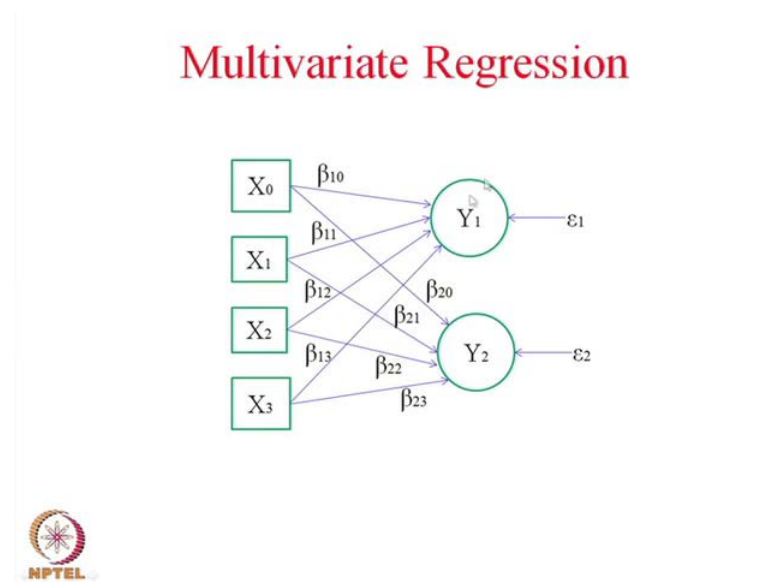 Multivariate Regression
X0
β10
Y1
ε1
β11
X1
β12
β20
β21
X2
β13
β22
Y2
ε2
X3
β23
NPTEL